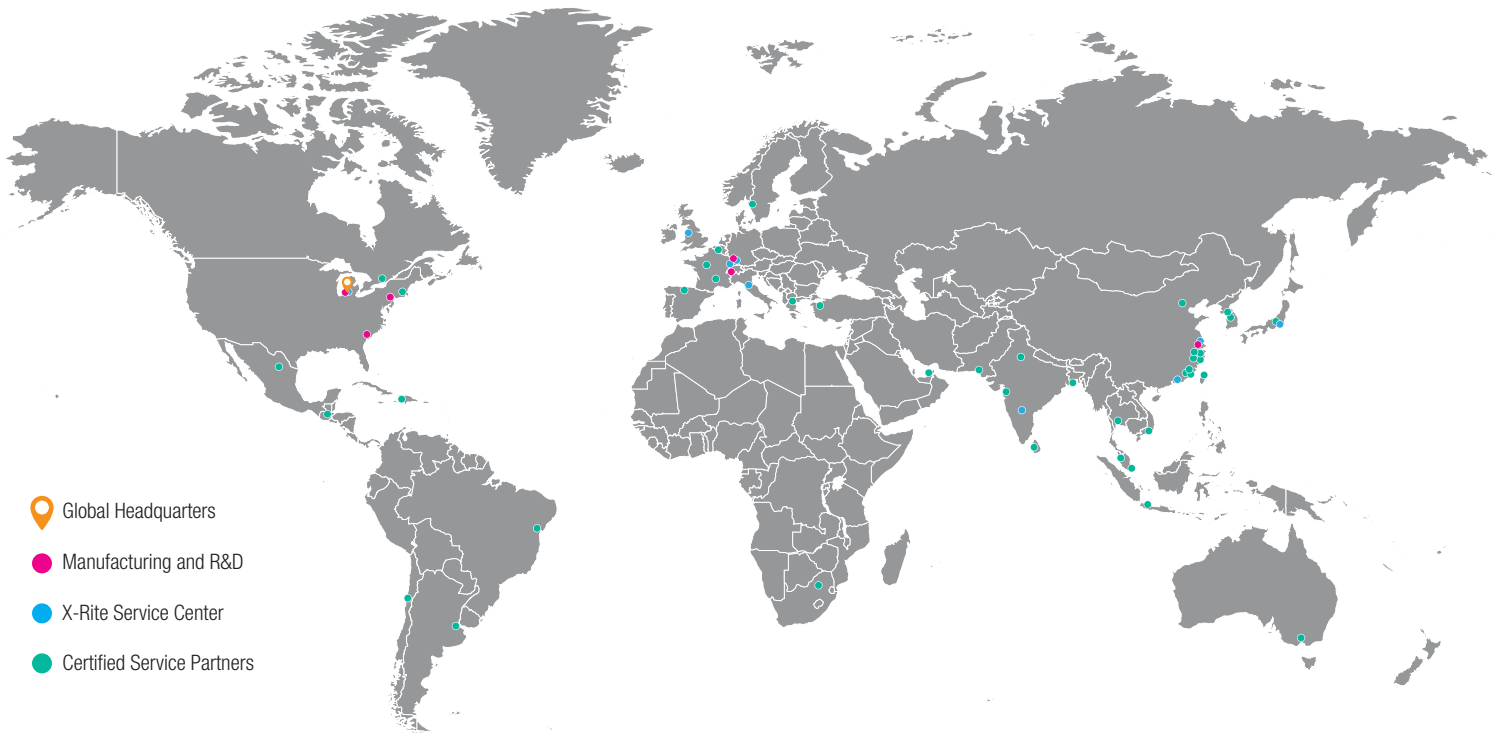 Global Headquarters
Manufacturing and R&D
X-Rite Service Center
Certified Service Partners